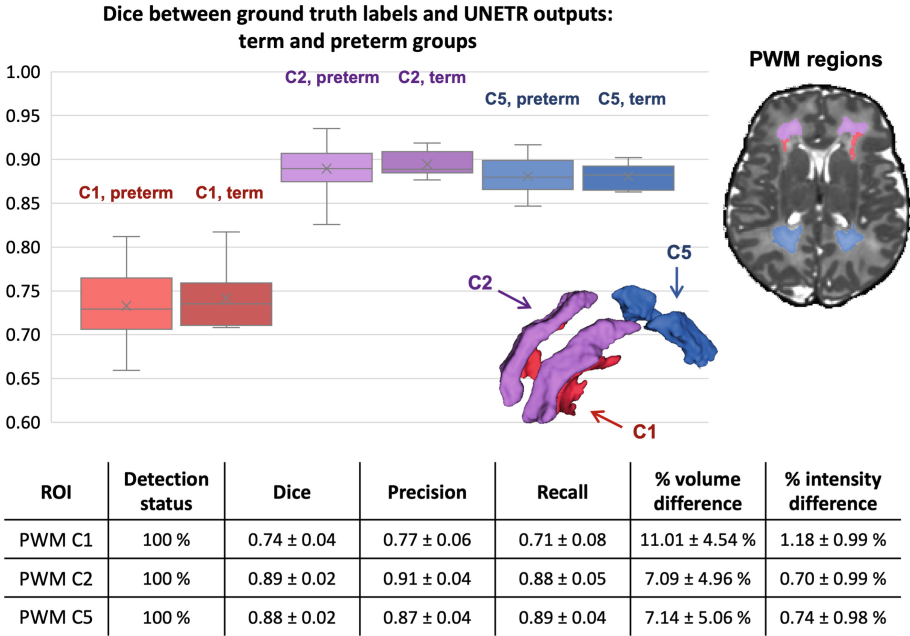 Dice between ground truth labels and UNETR outputs:
term and preterm groups
PWM regions
1.00
0.95
0.90
0.85
0.80
0.75
0.70
0.65
0.60
C2, preterm
C2, term
C5, preterm
C5, term
C1, preterm
C1, term
C2
C5
C1
ROI Detection status Dice Precision Recall % volume difference % intensity difference
PWM C1 100 % 0.74 ± 0.04 0.77 ± 0.06 0.71 ± 0.08 11.01 ± 4.54 % 1.18 ± 0.99 %
PWM C2 100 % 0.89 ± 0.02 0.91 ± 0.04 0.88 ± 0.05 7.09 ± 4.96 % 0.70 ± 0.99 %
PWM C5 100 % 0.88 ± 0.02 0.87 ± 0.04 0.89 ± 0.04 7.14 ± 5.06 % 0.74 ± 0.98 %